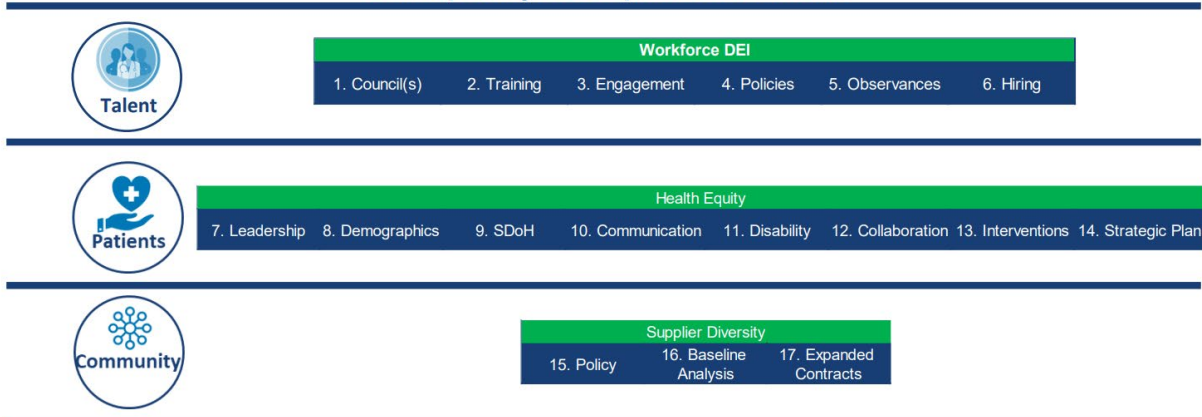 Workforce DEI
1. Council(s) 2. Training 3. Engagement 4. Policies 5. Observances 6. Hiring
Talent
Health Equity
7. Leadership 8. Demographics 9. SDoH 10. Communication 11. Disability 12. Collaboration 13. Interventions 14. Strategic Plan
Patients
Supplier Diversity
15. Policy 16. Baseline Analysis 17. Expanded Contracts
Community